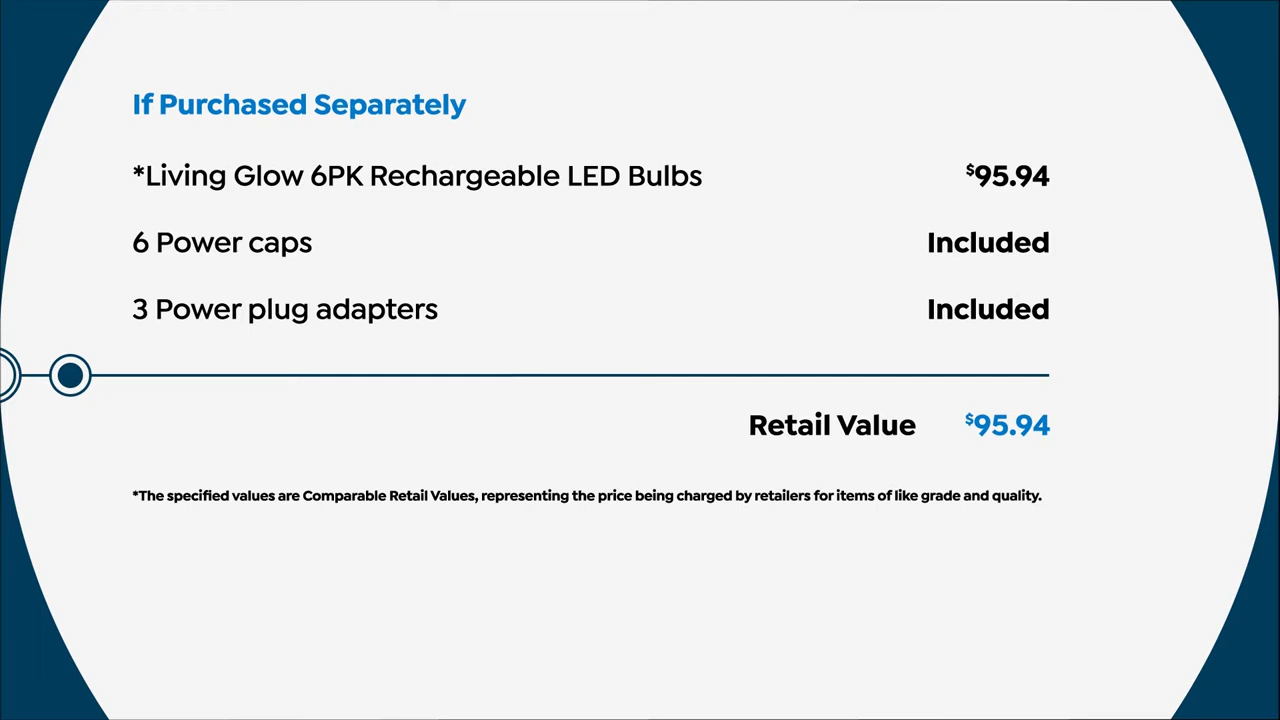 If Purchased Separately
*Living Glow 6PK Rechargeable LED Bulbs $95.94
6 Power caps Included
3 Power plug adapters Included
Retail Value $95.94
*The specified values are Comparable Retail Values, representing the price being charged by retailers for items of like grade and quality.